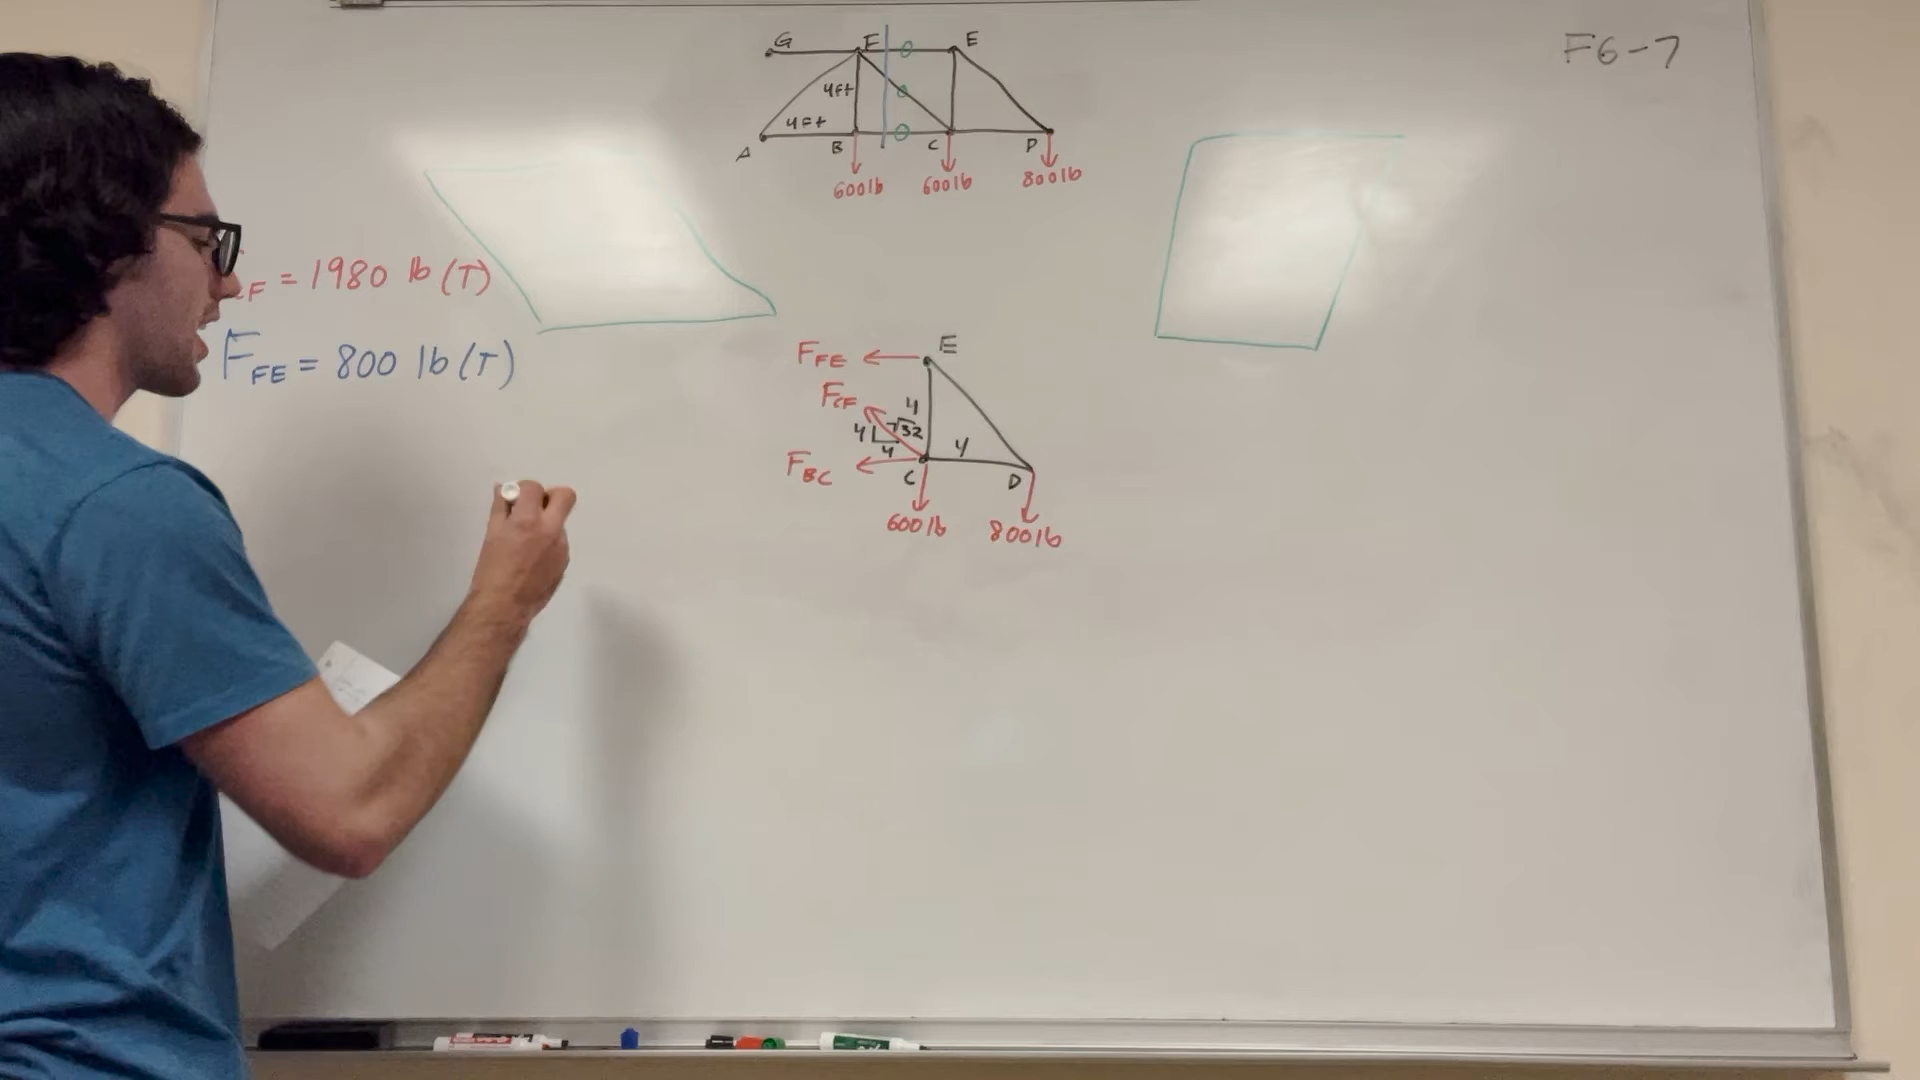 F6-7
G F E
4ft
4Ft
A B C D
600lb 600lb 800lb
F = 1980 lb (T)
F_FE = 800 lb (T)
F_FE E
F_CF 4
4 √32
4 4
F_BC C D
600lb 800lb